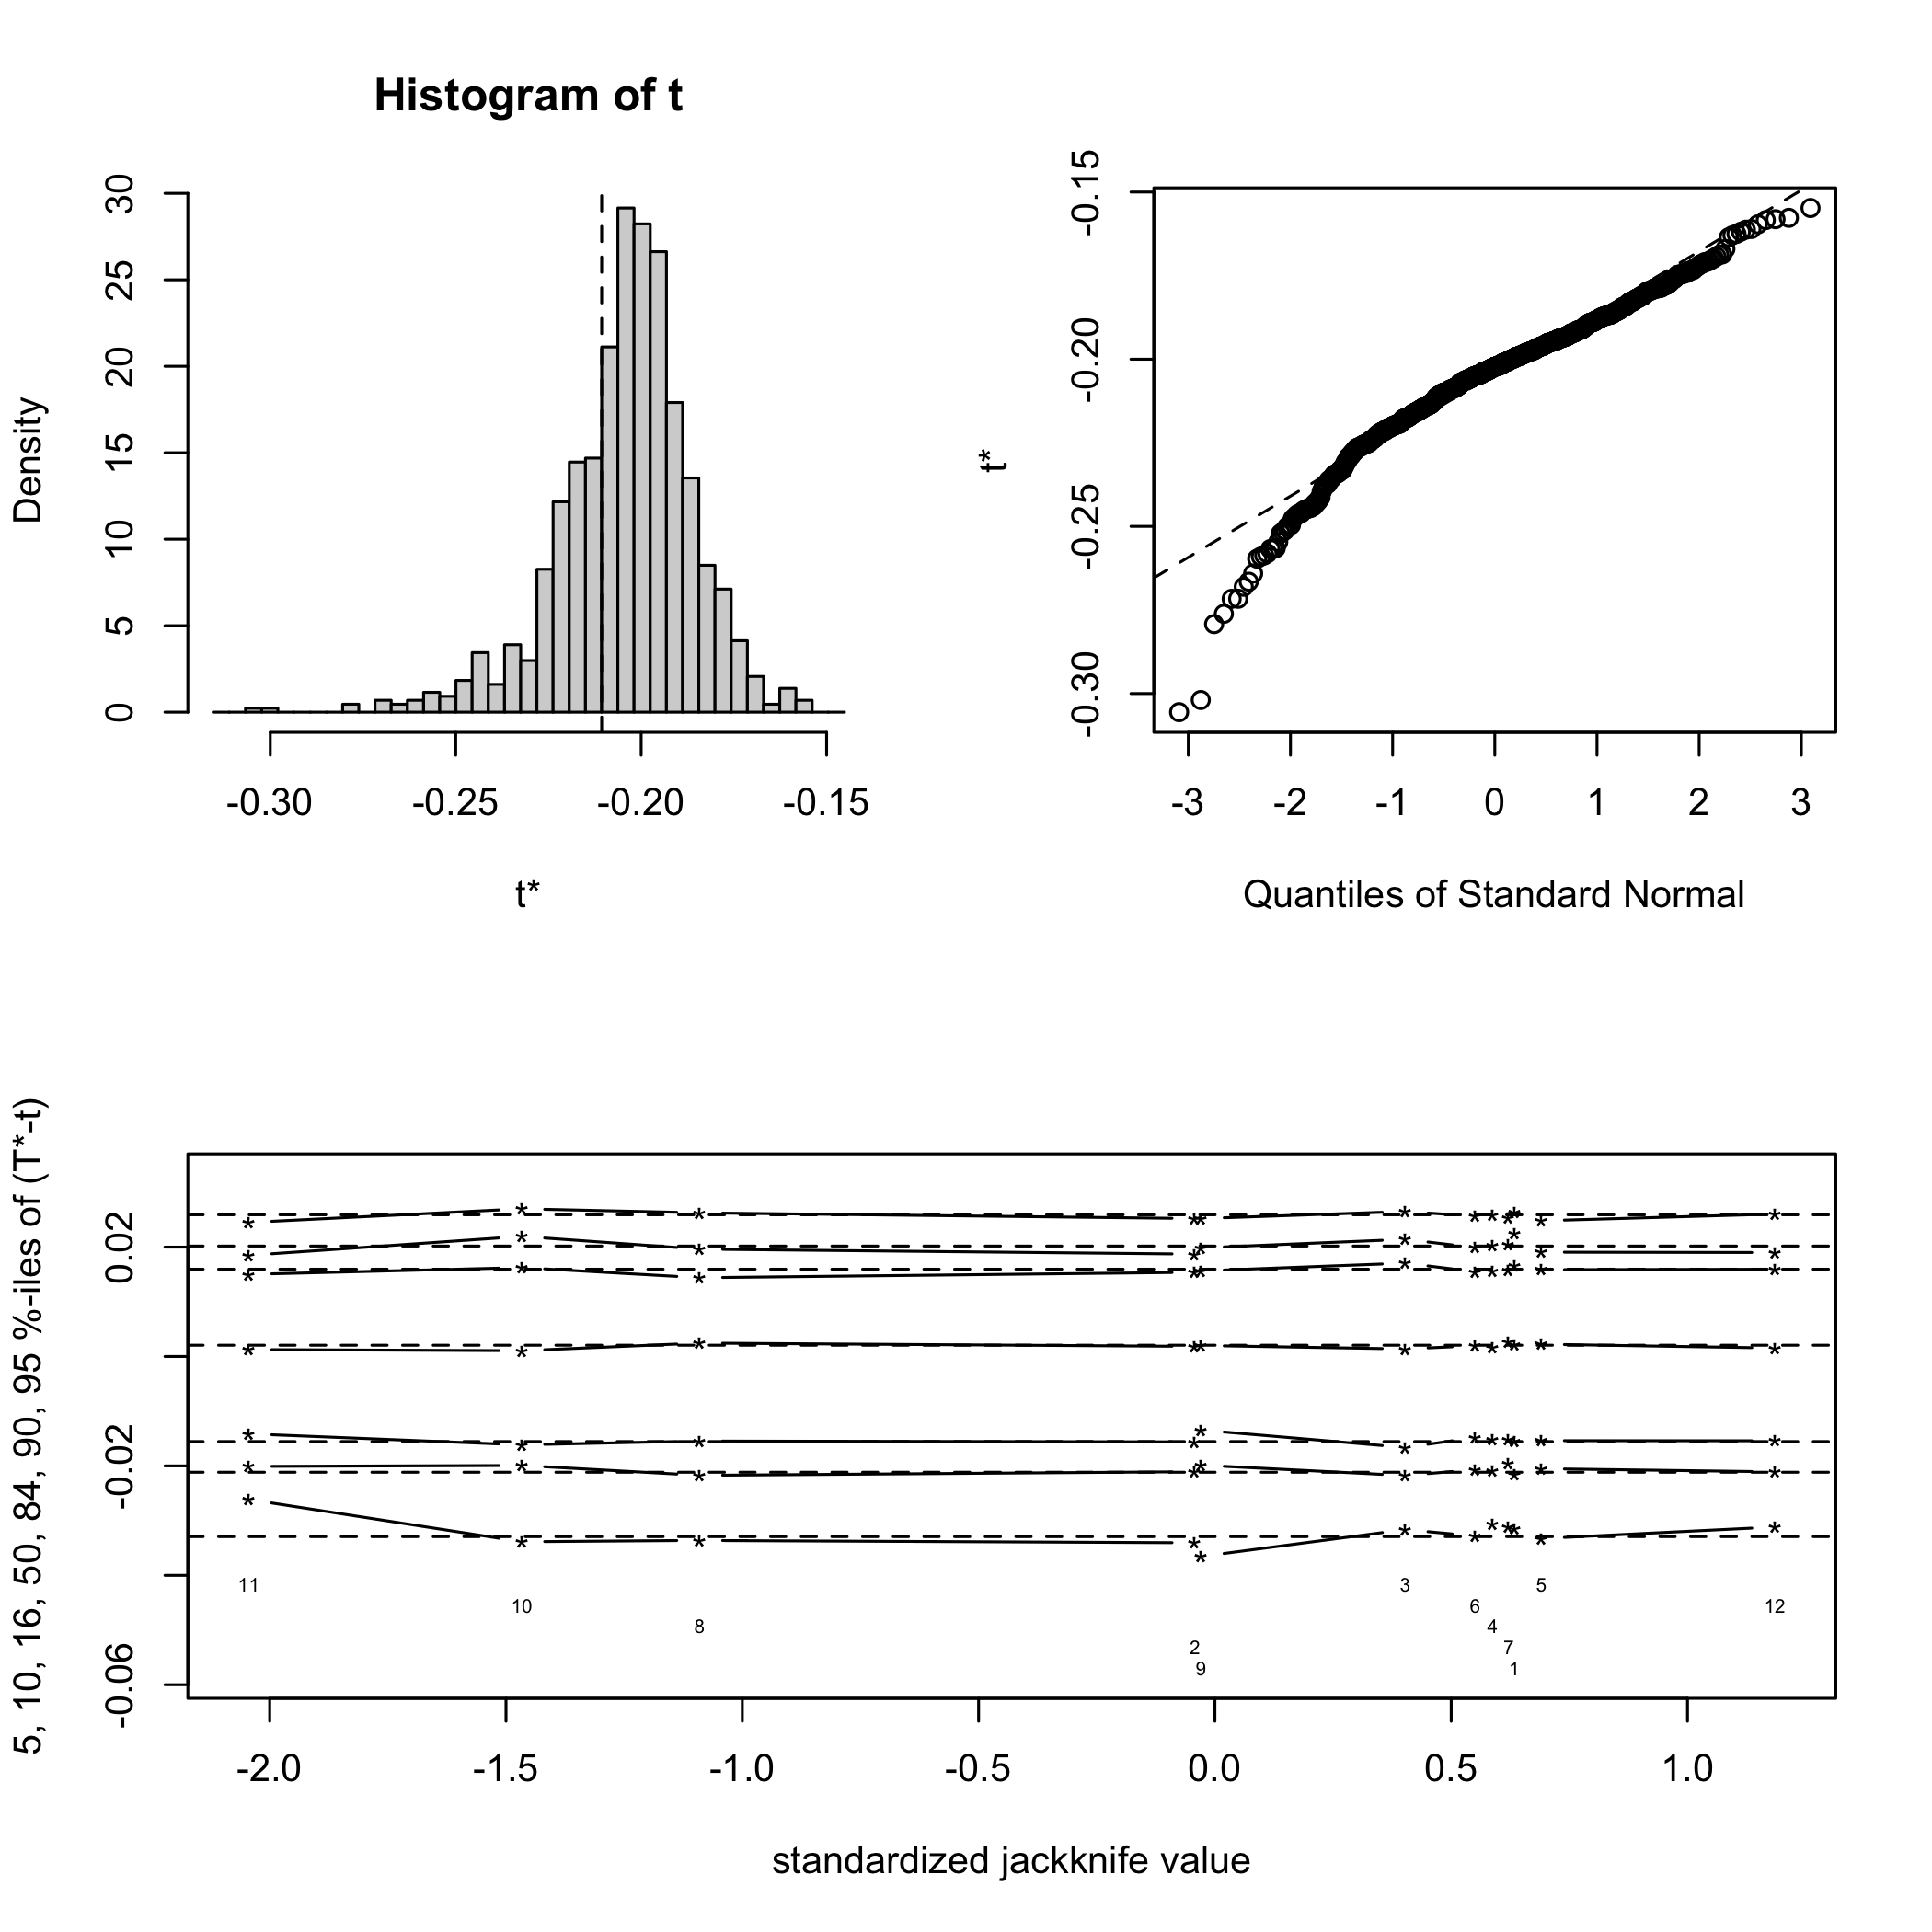 Histogram of t
Density
0 5 10 15 20 25 30
-0.30 -0.25 -0.20 -0.15
t*
t*
-0.30 -0.25 -0.20 -0.15
-3 -2 -1 0 1 2 3
Quantiles of Standard Normal
5, 10, 16, 50, 84, 90, 95 %-iles of (T*-t)
-0.06 -0.02 0.02
11 10 8 2 9 3 6 4 7 1 5 12
-2.0 -1.5 -1.0 -0.5 0.0 0.5 1.0
standardized jackknife value